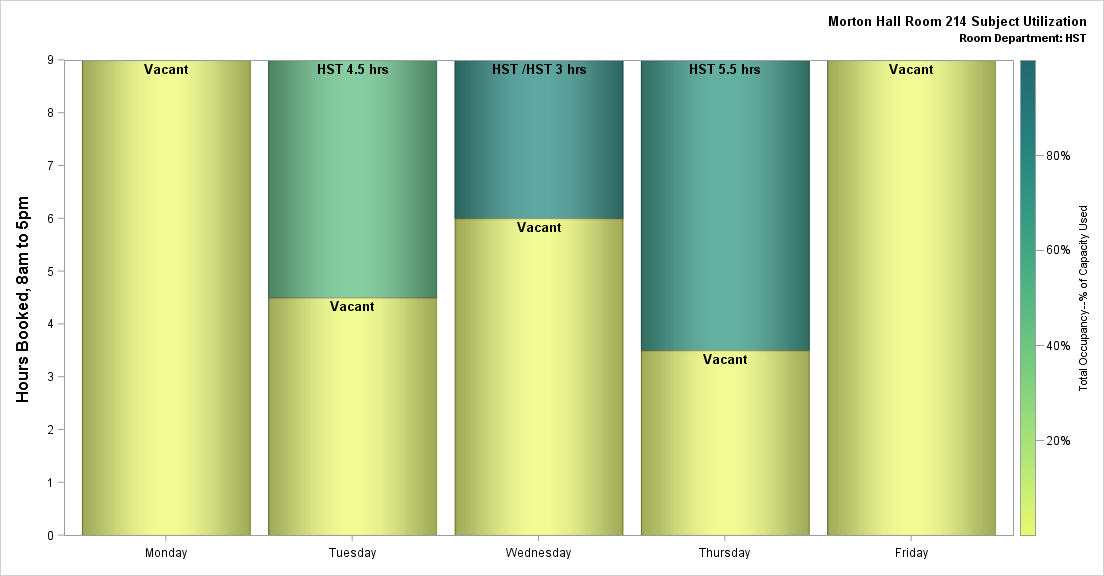 Morton Hall Room 214 Subject Utilization
Room Department: HST
Hours Booked, 8am to 5pm
9
8
7
6
5
4
3
2
1
0
Vacant
HST 4.5 hrs
HST /HST 3 hrs
HST 5.5 hrs
Vacant
Vacant
Vacant
Vacant
Monday
Tuesday
Wednesday
Thursday
Friday
80%
60%
40%
20%
Total Occupancy--% of Capacity Used